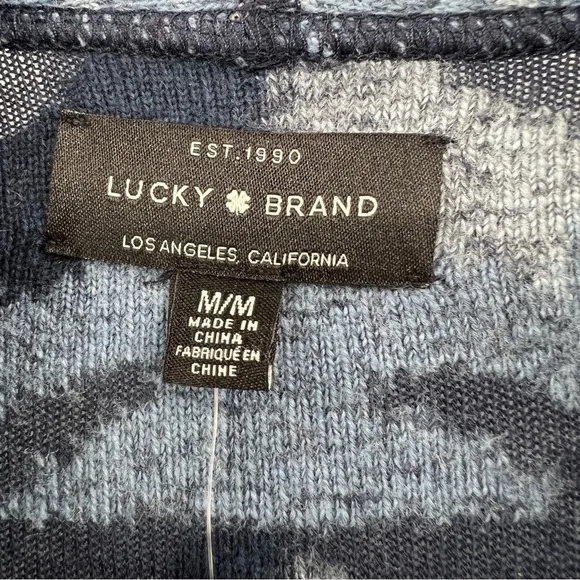 EST.1990
LUCKY BRAND
LOS ANGELES, CALIFORNIA
M/M
MADE IN
CHINA
FABRIQUÉ EN
CHINE